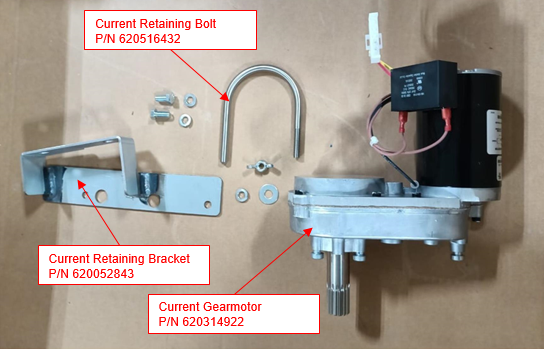 Current Retaining Bolt
P/N 620516432
Current Retaining Bracket
P/N 620052843
Current Gearmotor
P/N 620314922